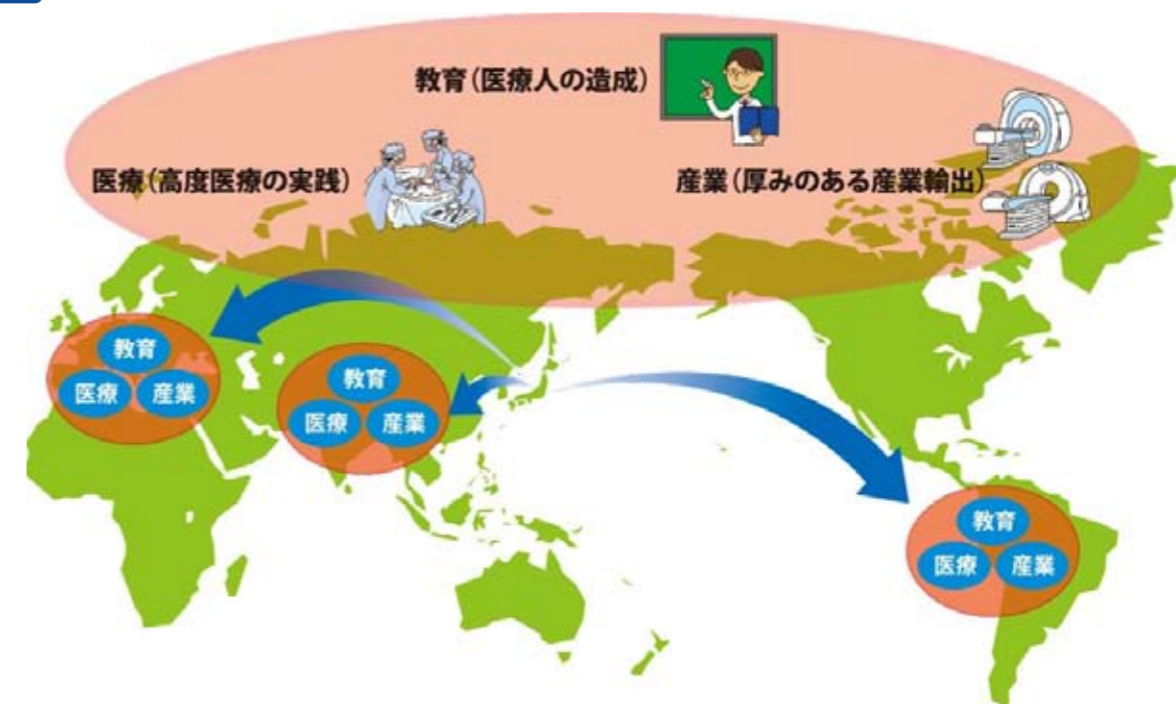 教育(医療人の造成)
医療(高度医療の実践)
産業(厚みのある産業輸出)
教育
医療
産業
教育
医療
産業
教育
医療
産業